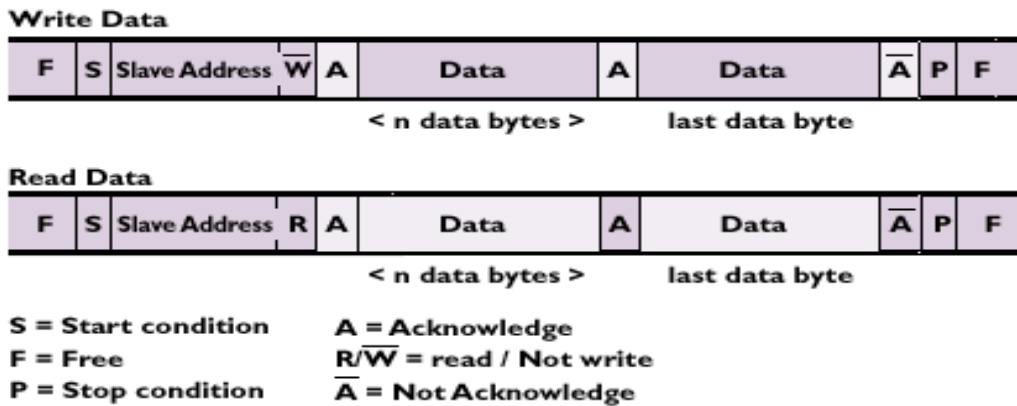 Write Data
F S Slave Address W̅ A Data A Data A̅ P F
< n data bytes > last data byte
Read Data
F S Slave Address R A Data A Data A̅ P F
< n data bytes > last data byte
S = Start condition A = Acknowledge
F = Free R/W̅ = read / Not write
P = Stop condition A̅ = Not Acknowledge